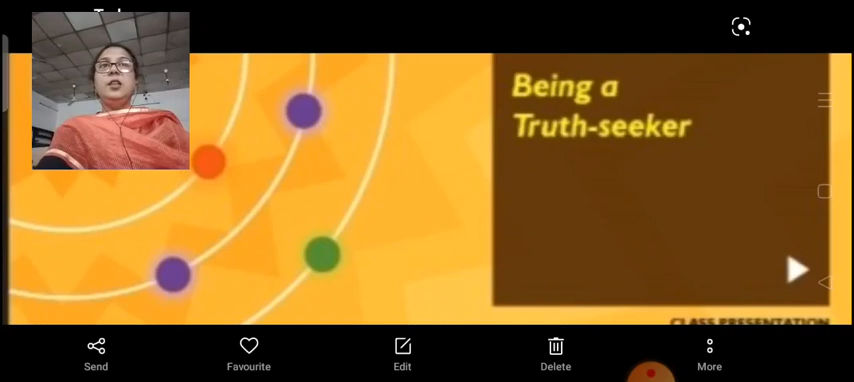 Being a
Truth-seeker
CLASS PRESENTATION
Send
Favourite
Edit
Delete
More